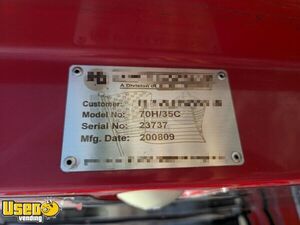 A Division of
Customer:
Model No: 70H/35C
Serial No: 23737
Mfg. Date: 200809
Used
VENDING